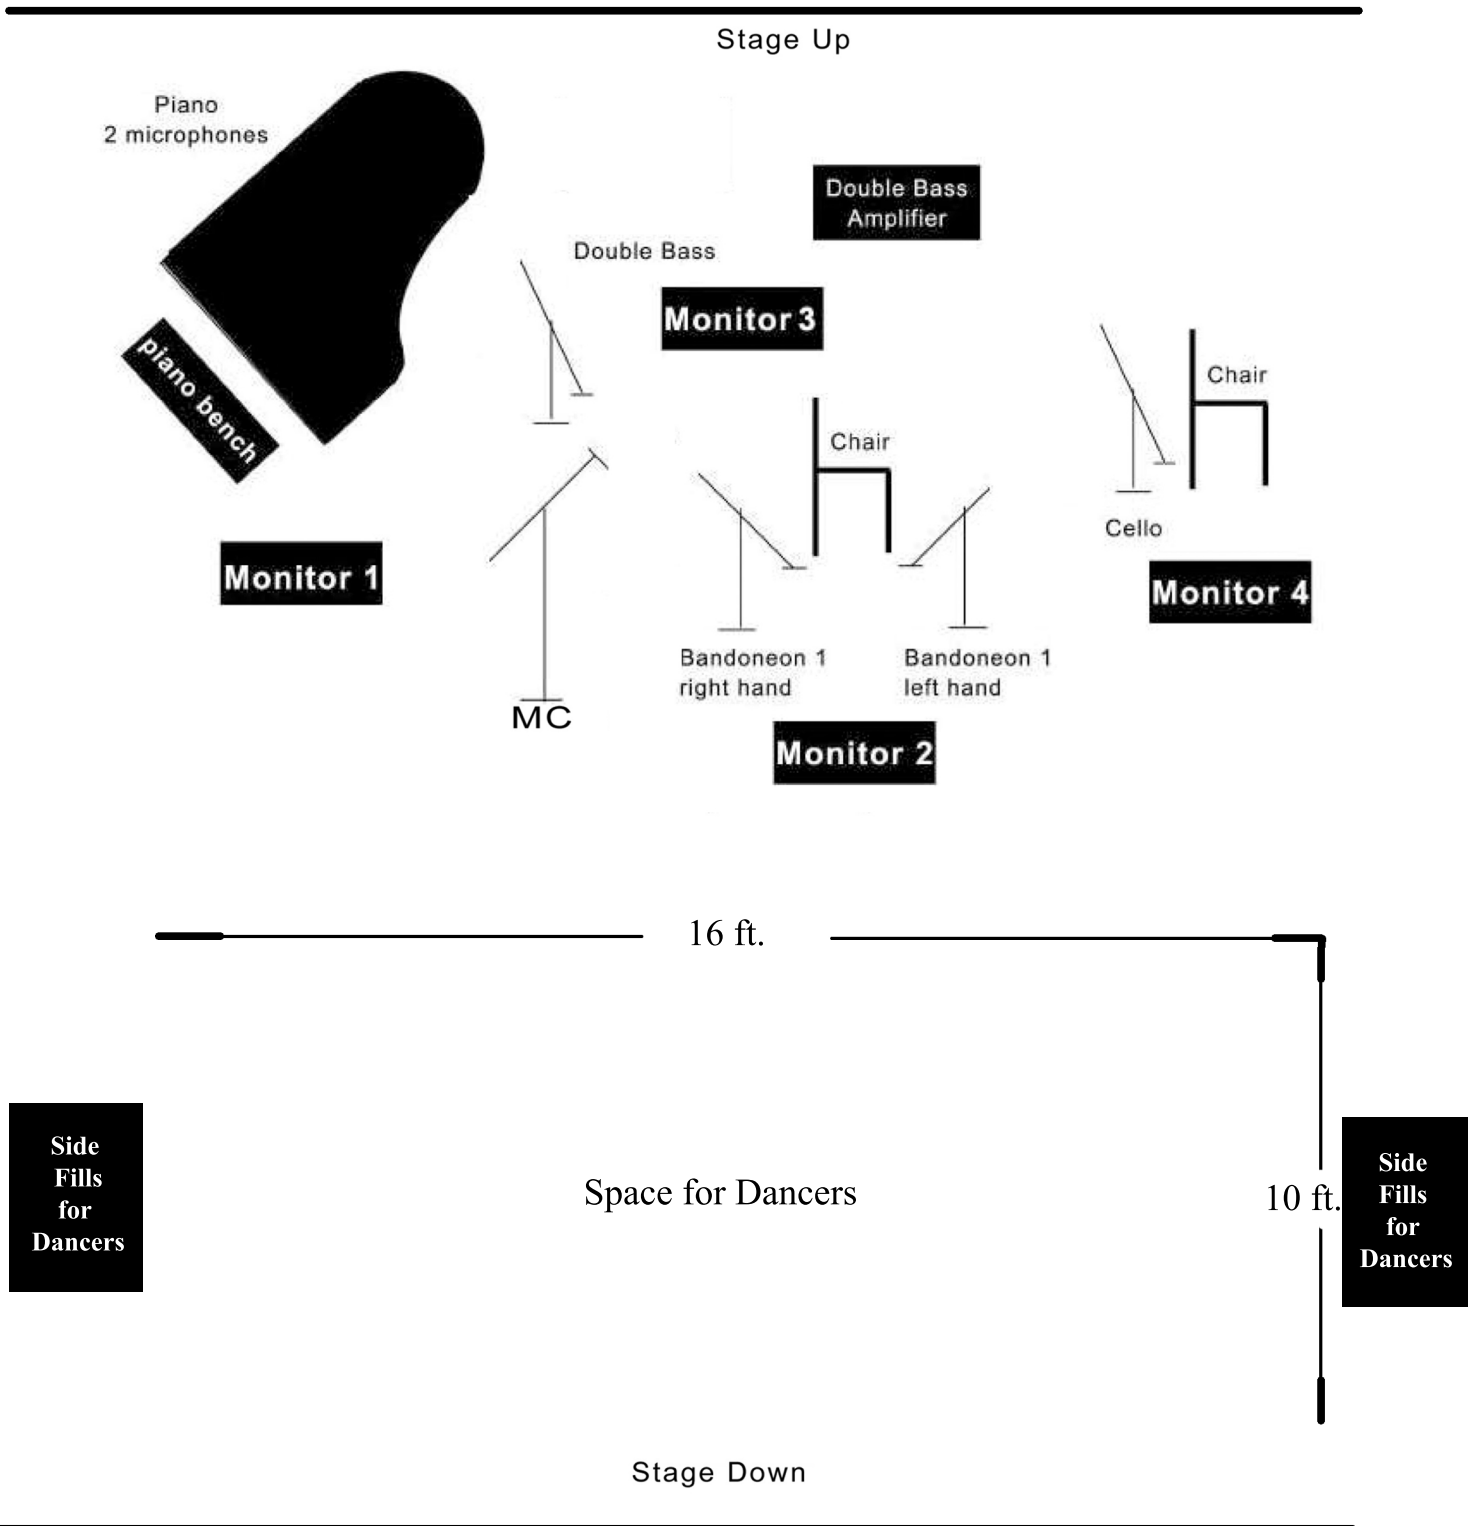 Stage Up
Piano
2 microphones
Double Bass
Amplifier
Double Bass
Monitor 3
piano bench
Chair
Chair
Cello
Monitor 1
Monitor 4
Bandoneon 1
right hand
Bandoneon 1
left hand
MC
Monitor 2
16 ft.
Side
Fills
for
Dancers
Space for Dancers
10 ft.
Side
Fills
for
Dancers
Stage Down